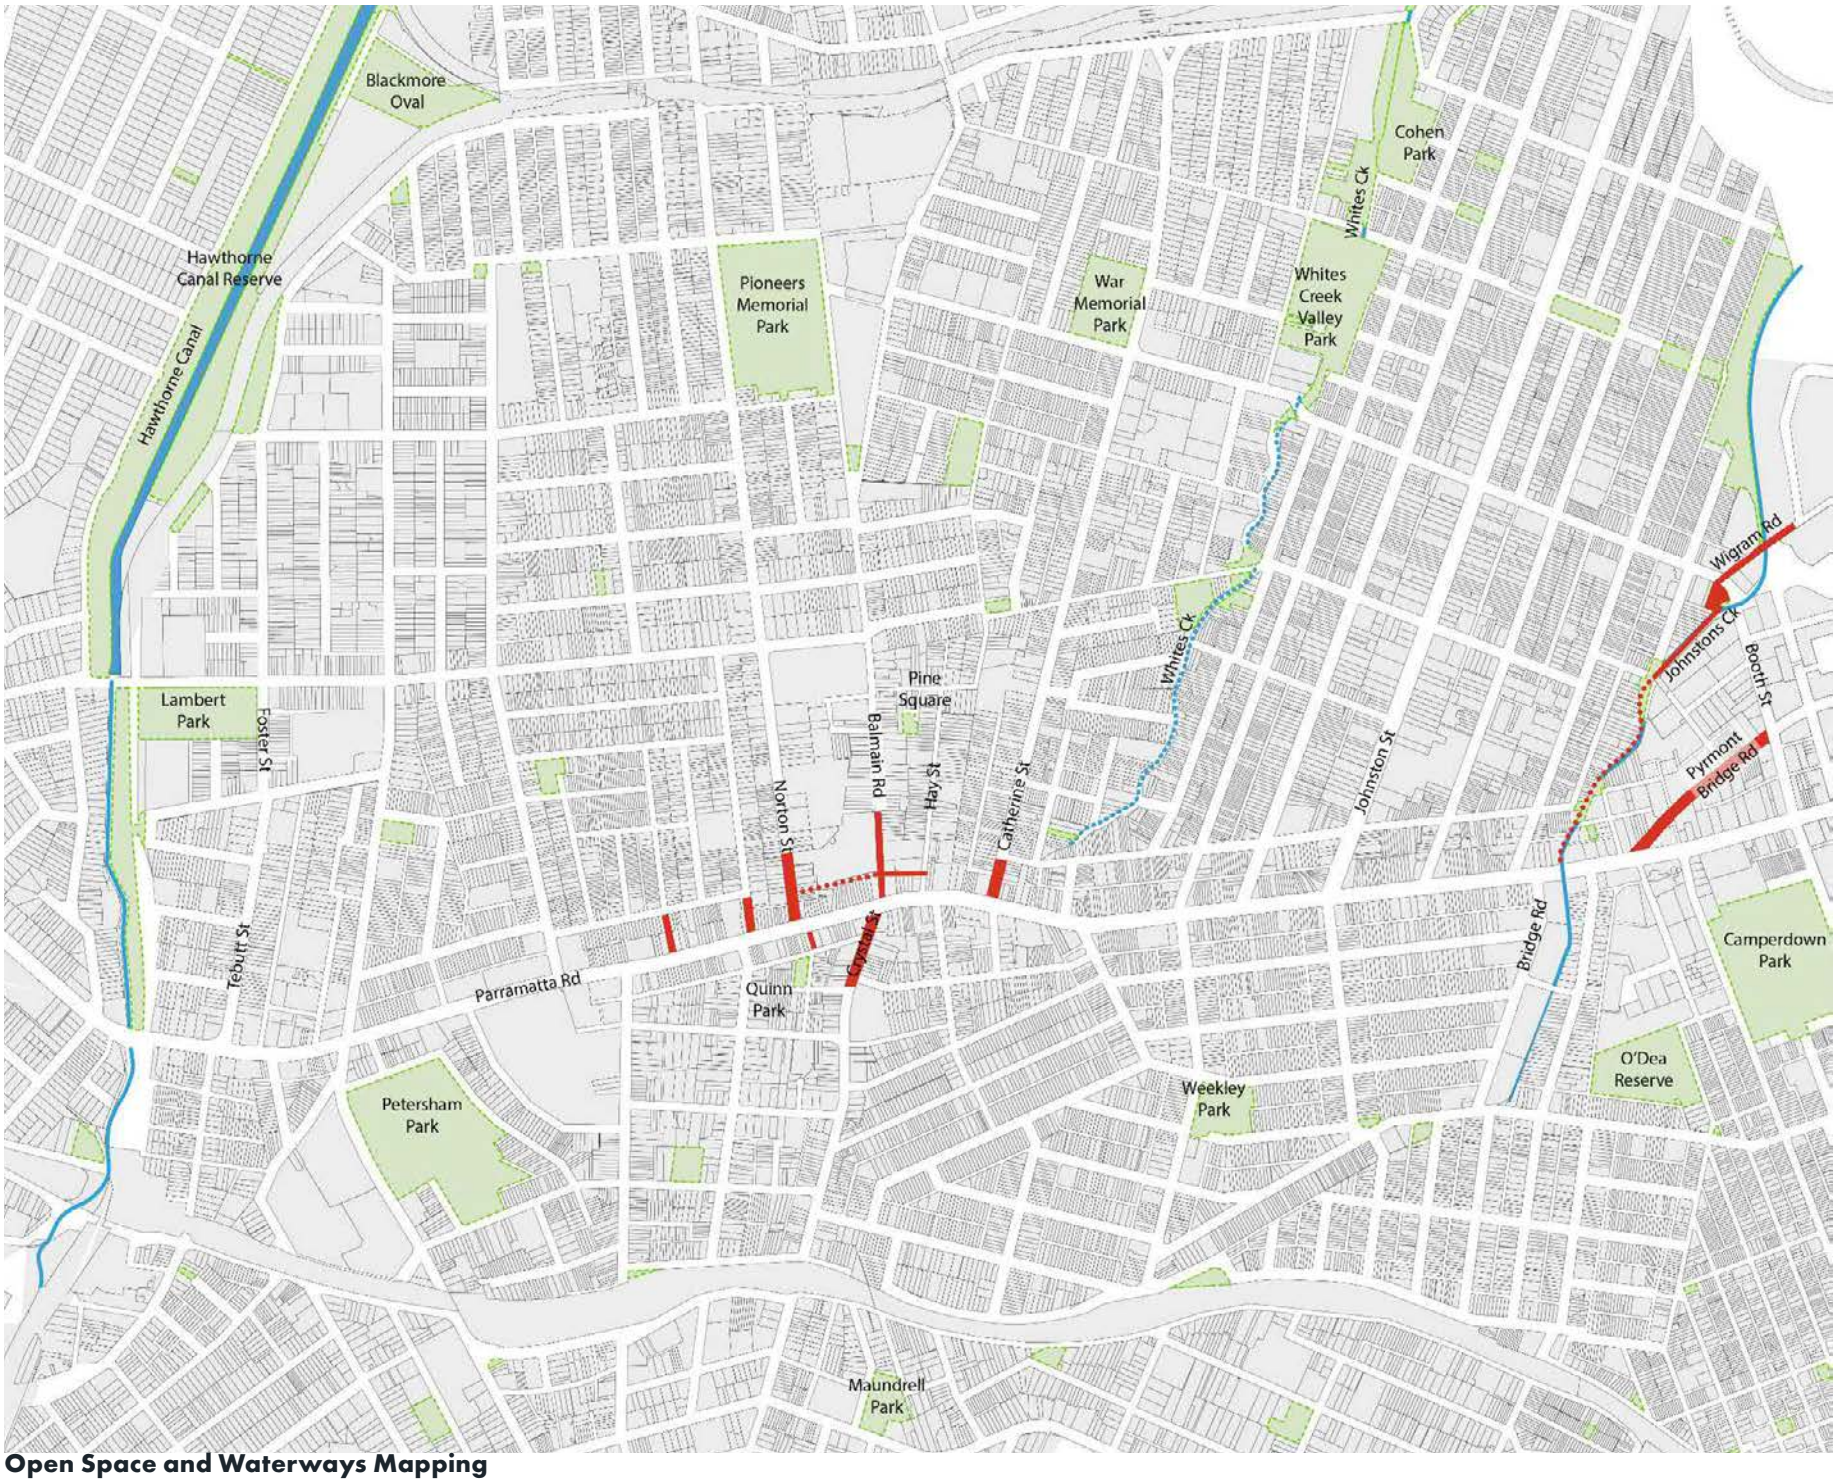 Blackmore
Oval
Cohen
Park
Whites Ck
Hawthorne
Canal Reserve
Pioneers
Memorial
Park
War
Memorial
Park
Whites
Creek
Valley
Park
Hawthorne Canal
Wigram Rd
Johnstons Ck
Whites Ck
Booth St
Pine
Square
Lambert
Park
Foster St
Balmain Rd
Hay St
Catherine St
Norton St
Johnston St
Pyrmont
Bridge Rd
Tebutt St
Crystal St
Bridge Rd
Camperdown
Park
Parramatta Rd
Quinn
Park
O'Dea
Reserve
Petersham
Park
Weekley
Park
Maundrell
Park
Open Space and Waterways Mapping